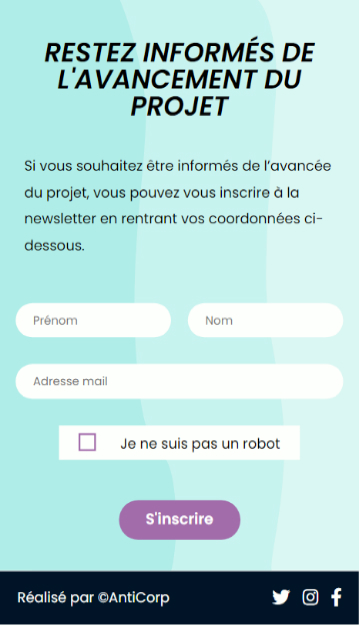 RESTEZ INFORMÉS DE
L'AVANCEMENT DU
PROJET
Si vous souhaitez être informés de l’avancée
du projet, vous pouvez vous inscrire à la
newsletter en rentrant vos coordonnées ci-
dessous.
Prénom Nom
Adresse mail
Je ne suis pas un robot
S'inscrire
Réalisé par ©AntiCorp